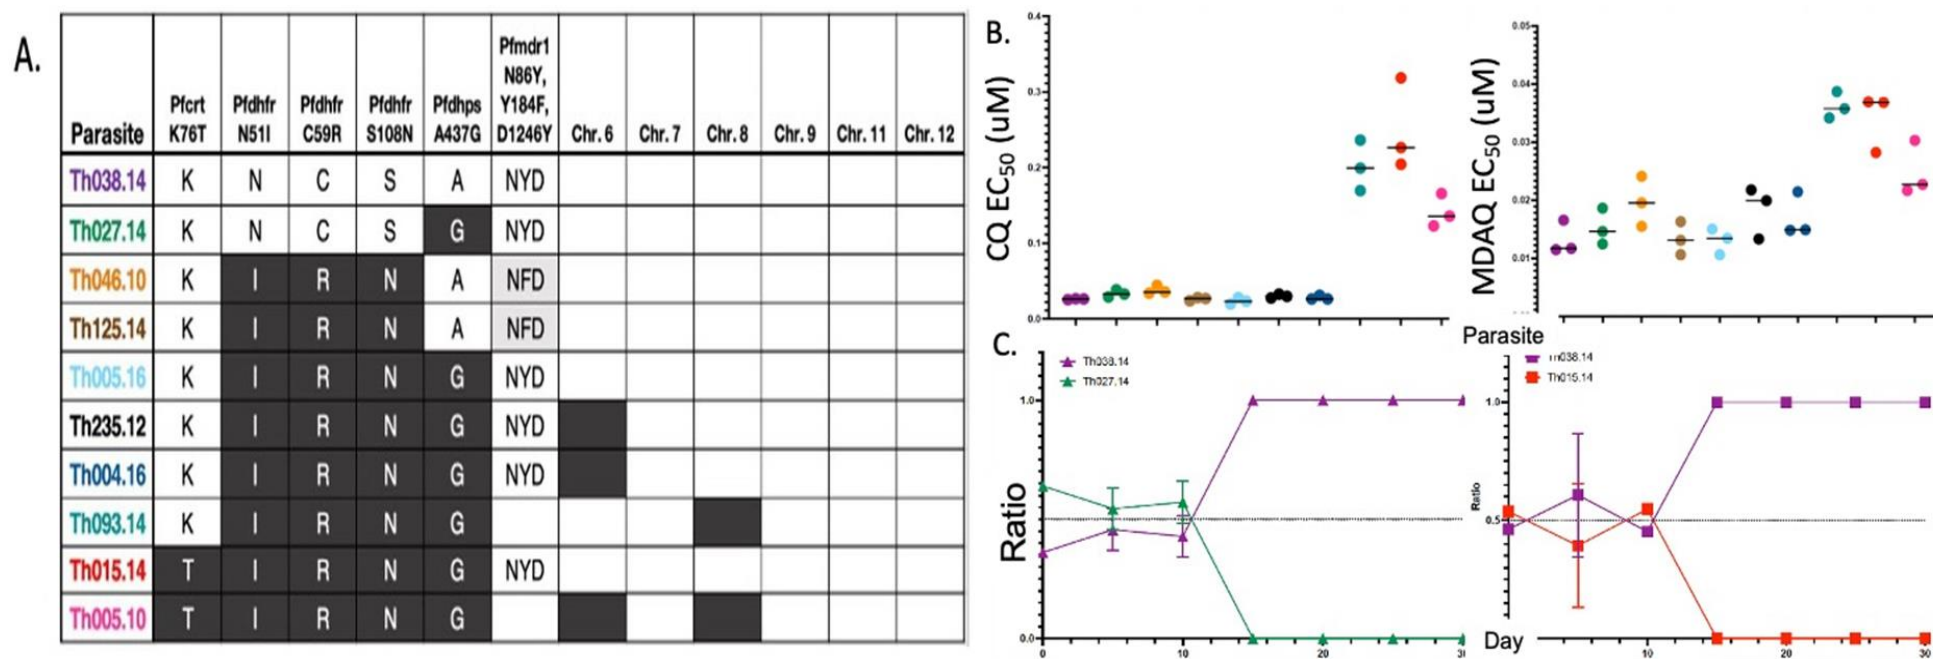 A.
Parasite Pfcrt K76T Pfdhfr N51I Pfdhfr C59R Pfdhfr S108N Pfdhps A437G Pfmdr1 N86Y, Y184F, D1246Y Chr. 6 Chr. 7 Chr. 8 Chr. 9 Chr. 11 Chr. 12
Th038.14 K N C S A NYD
Th027.14 K N C S G NYD
Th046.10 K I R N A NFD
Th125.14 K I R N A NFD
Th005.16 K I R N G NYD
Th235.12 K I R N G NYD
Th004.16 K I R N G NYD
Th093.14 K I R N G
Th015.14 T I R N G NYD
Th005.10 T I R N G
B.
CQ EC50 (uM)
0.4
0.3
0.2
0.1
0.0
MDAQ EC50 (uM)
0.05
0.04
0.03
0.02
0.01
Parasite
C.
Th038.14
Th027.14
Ratio
1.0
0.0
0 10 20
Th015.14
Ratio
1.0
0.5
Day
10 20 30